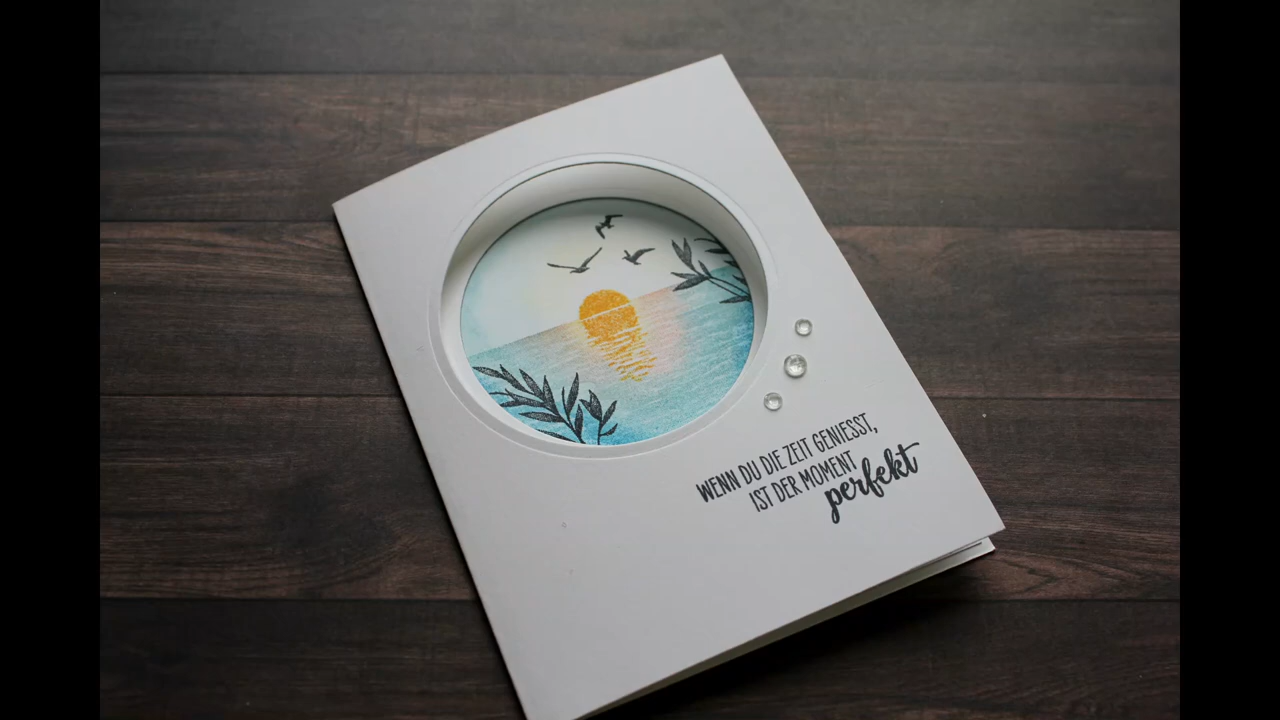 WENN DU DIE ZEIT GENIESST,
IST DER MOMENT
perfekt